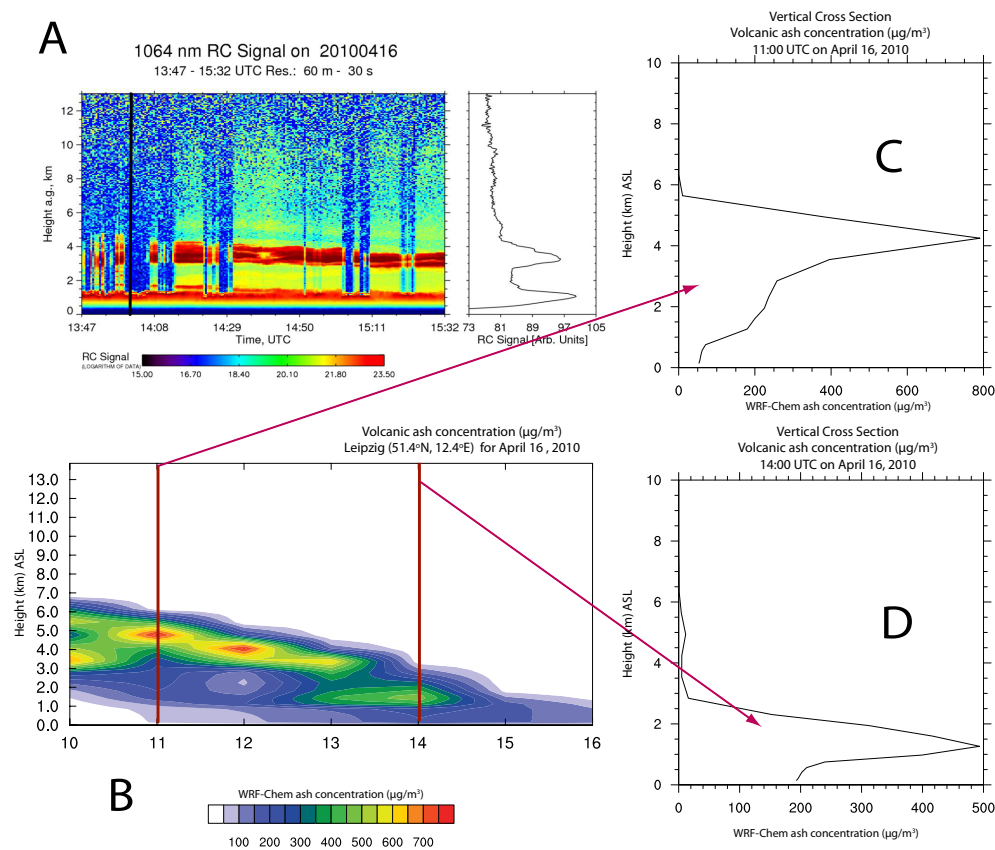 A
1064 nm RC Signal on 20100416
13:47 - 15:32 UTC Res.: 60 m - 30 s
Height a.g., km
12
10
8
6
4
2
0
13:47 14:08 14:29 14:50 15:11 15:32
Time, UTC
73 81 89 97 105
RC Signal [Arb. Units]
RC Signal
(LOGARITHM OF DATA)
15.00 16.70 18.40 20.10 21.80 23.50
Vertical Cross Section
Volcanic ash concentration (µg/m³)
11:00 UTC on April 16, 2010
C
Height (km) ASL
10
8
6
4
2
0
0 200 400 600 800
WRF-Chem ash concentration (µg/m³)
Volcanic ash concentration (µg/m³)
Leipzig (51.4ºN, 12.4ºE) for April 16 , 2010
Height (km) ASL
13.0
12.0
11.0
10.0
9.0
8.0
7.0
6.0
5.0
4.0
3.0
2.0
1.0
0.0
10 11 12 13 14 15 16
B
WRF-Chem ash concentration (µg/m³)
100 200 300 400 500 600 700
Vertical Cross Section
Volcanic ash concentration (µg/m³)
14:00 UTC on April 16, 2010
D
Height (km) ASL
10
8
6
4
2
0
0 100 200 300 400 500
WRF-Chem ash concentration (µg/m³)